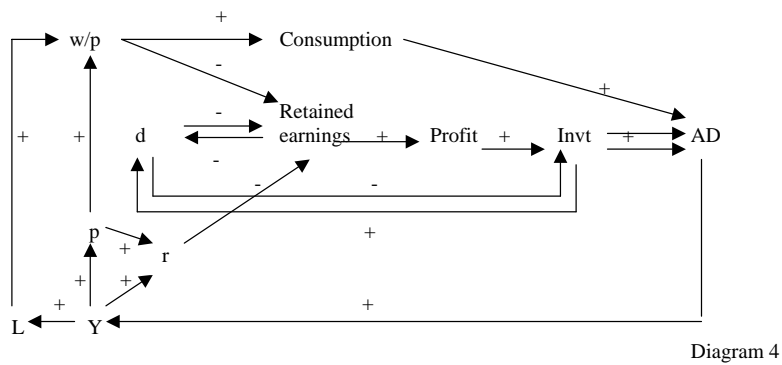 +
w/p Consumption
-
+
- Retained
+ + d earnings + Profit + Invt + AD
-
- -
p +
+ r
+ +
+ +
L Y
Diagram 4